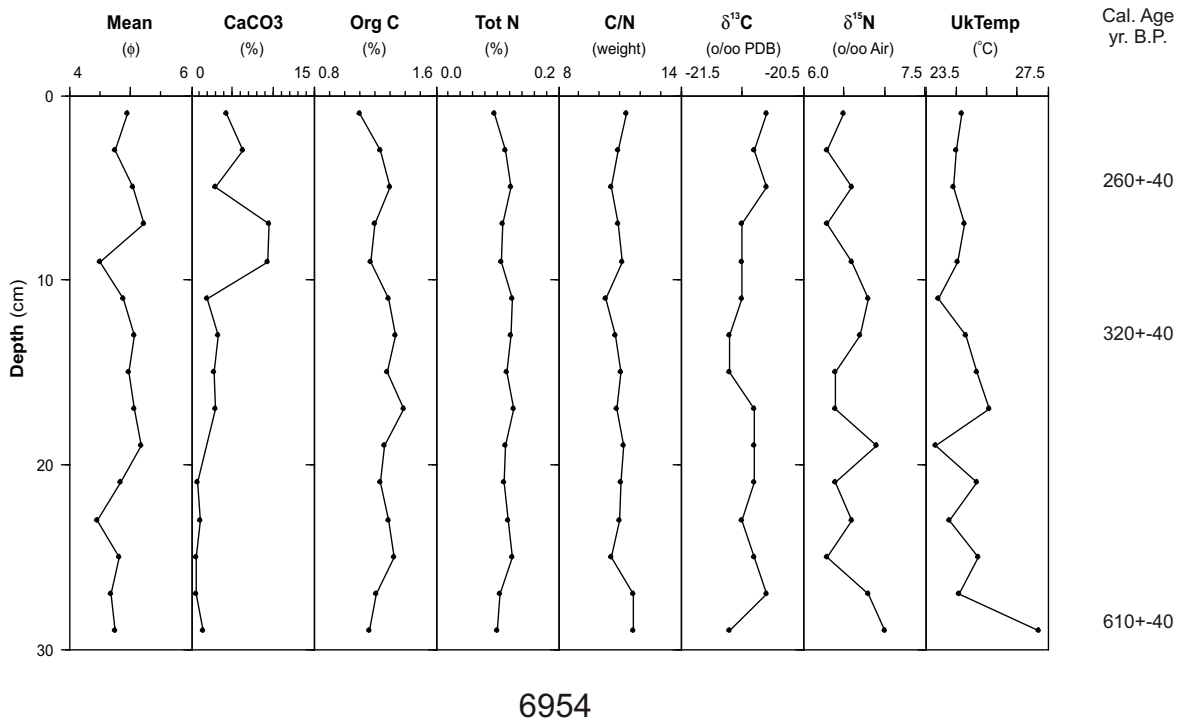 Mean CaCO3 Org C Tot N C/N δ¹³C δ¹⁵N UkTemp Cal. Age
(ϕ) (%) (%) (%) (weight) (o/oo PDB) (o/oo Air) (°C) yr. B.P.
4 6 0 15 0.8 1.6 0.0 0.2 8 14 -21.5 -20.5 6.0 7.5 23.5 27.5
0
260+-40
10
320+-40
Depth (cm)
20
610+-40
30
6954